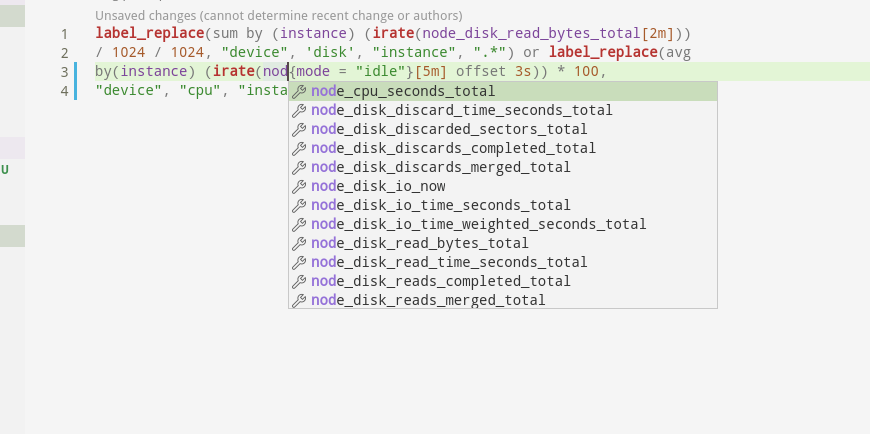 Unsaved changes (cannot determine recent change or authors)
1 label_replace(sum by (instance) (irate(node_disk_read_bytes_total[2m]))
2 / 1024 / 1024, "device", 'disk', "instance", ".*") or label_replace(avg
3 by(instance) (irate(nod{mode = "idle"}[5m] offset 3s)) * 100,
4 "device", "cpu", "insta
U
node_cpu_seconds_total
node_disk_discard_time_seconds_total
node_disk_discarded_sectors_total
node_disk_discards_completed_total
node_disk_discards_merged_total
node_disk_io_now
node_disk_io_time_seconds_total
node_disk_io_time_weighted_seconds_total
node_disk_read_bytes_total
node_disk_read_time_seconds_total
node_disk_reads_completed_total
node_disk_reads_merged_total